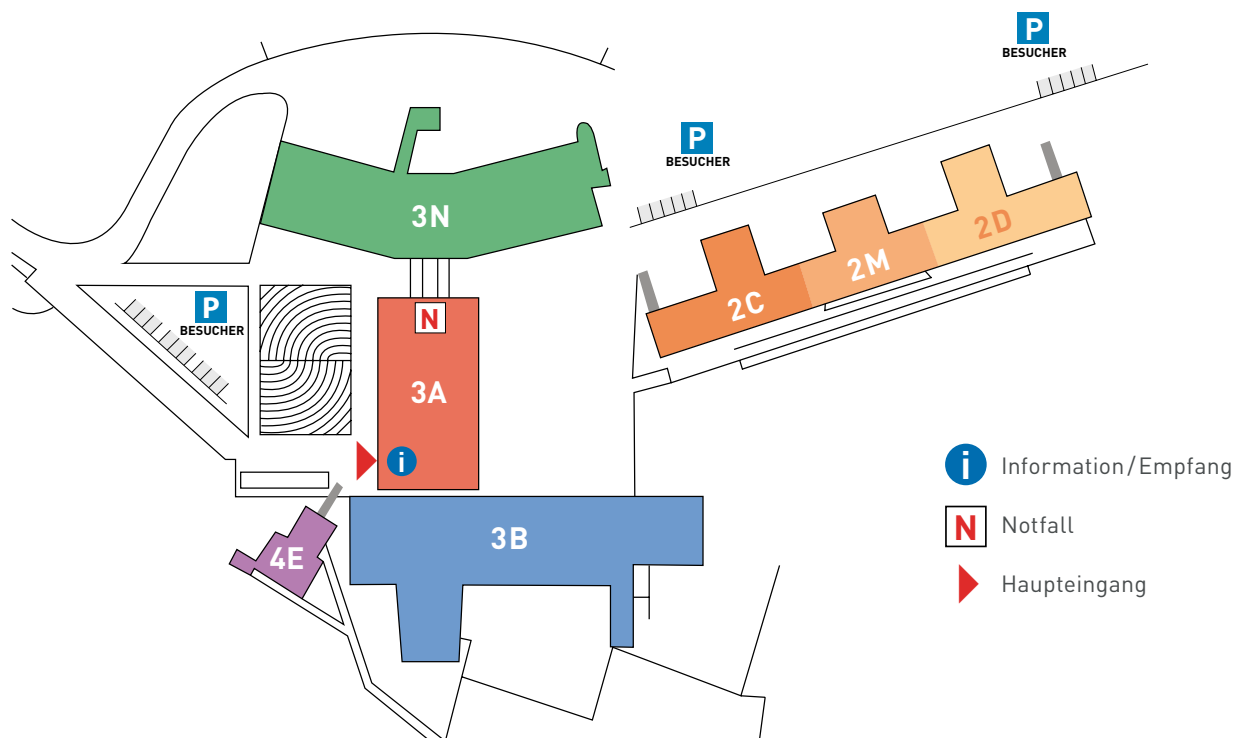 P
BESUCHER
P
BESUCHER
3N
2D
2M
2C
P
BESUCHER
N
3A
i
i Information/Empfang
N Notfall
Haupteingang
3B
4E